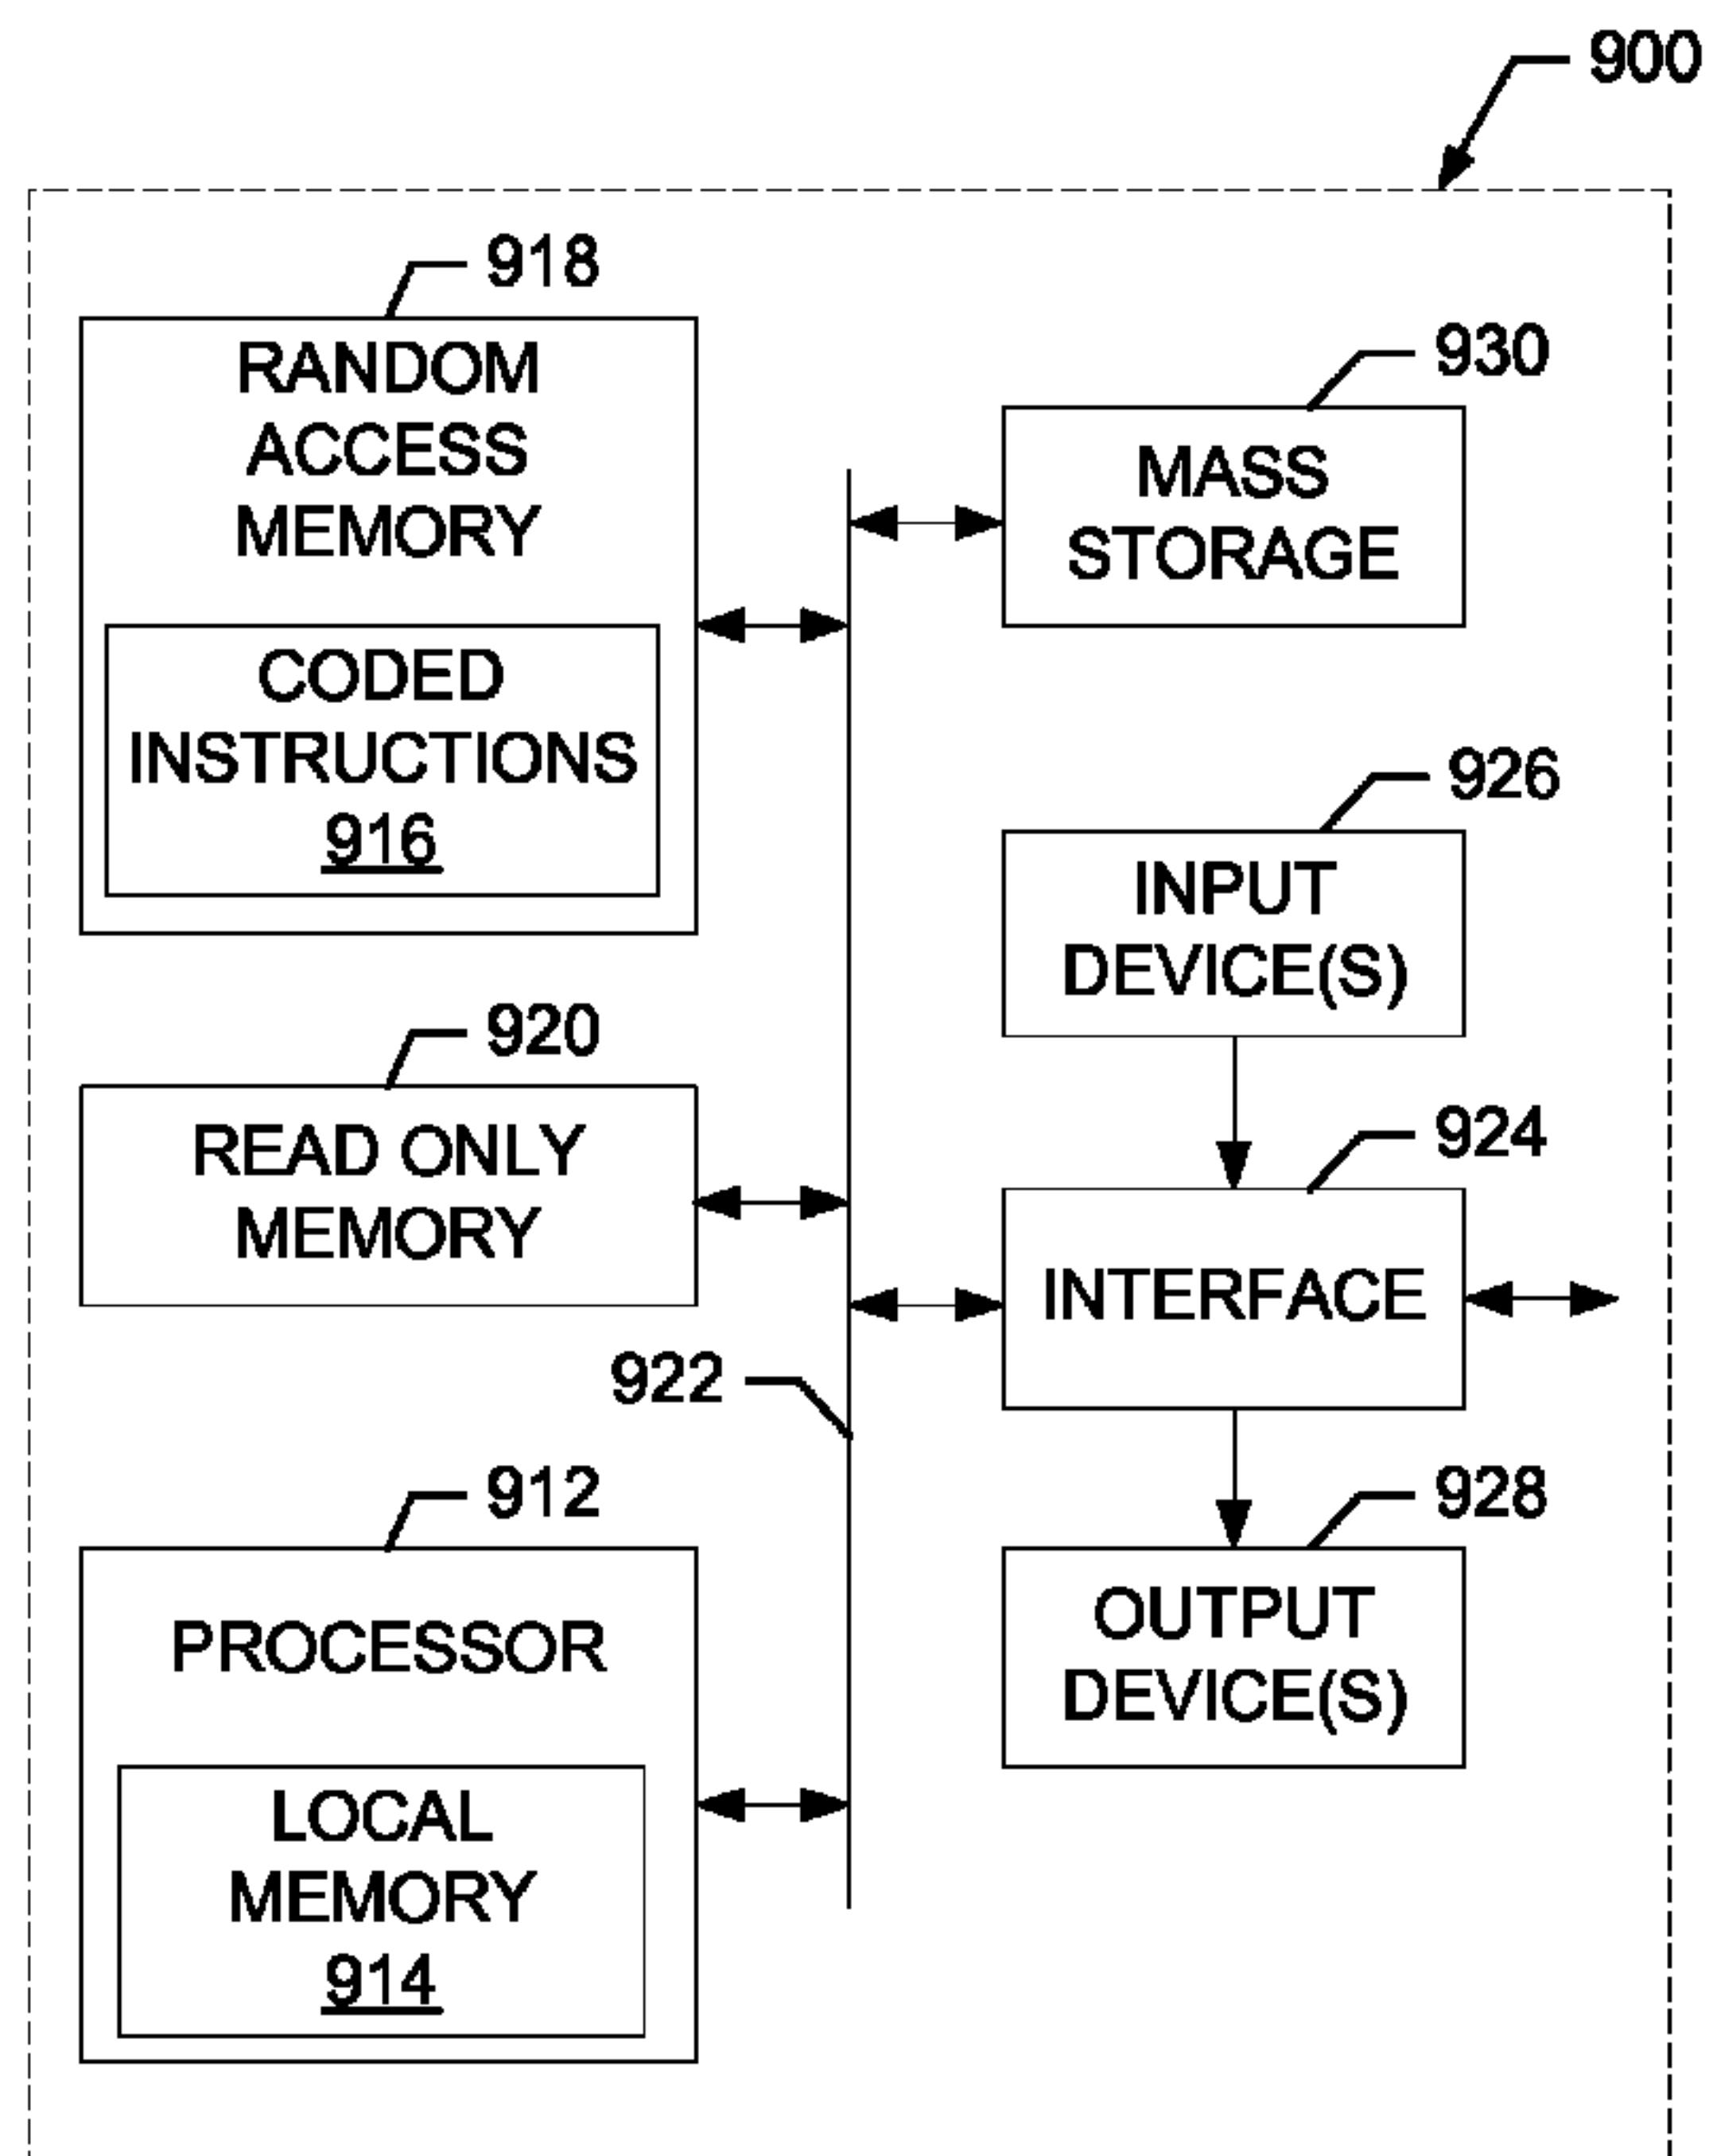 900
918
RANDOM
ACCESS
MEMORY
CODED
INSTRUCTIONS
916
930
MASS
STORAGE
926
INPUT
DEVICE(S)
920
READ ONLY
MEMORY
924
INTERFACE
922
912
PROCESSOR
LOCAL
MEMORY
914
928
OUTPUT
DEVICE(S)